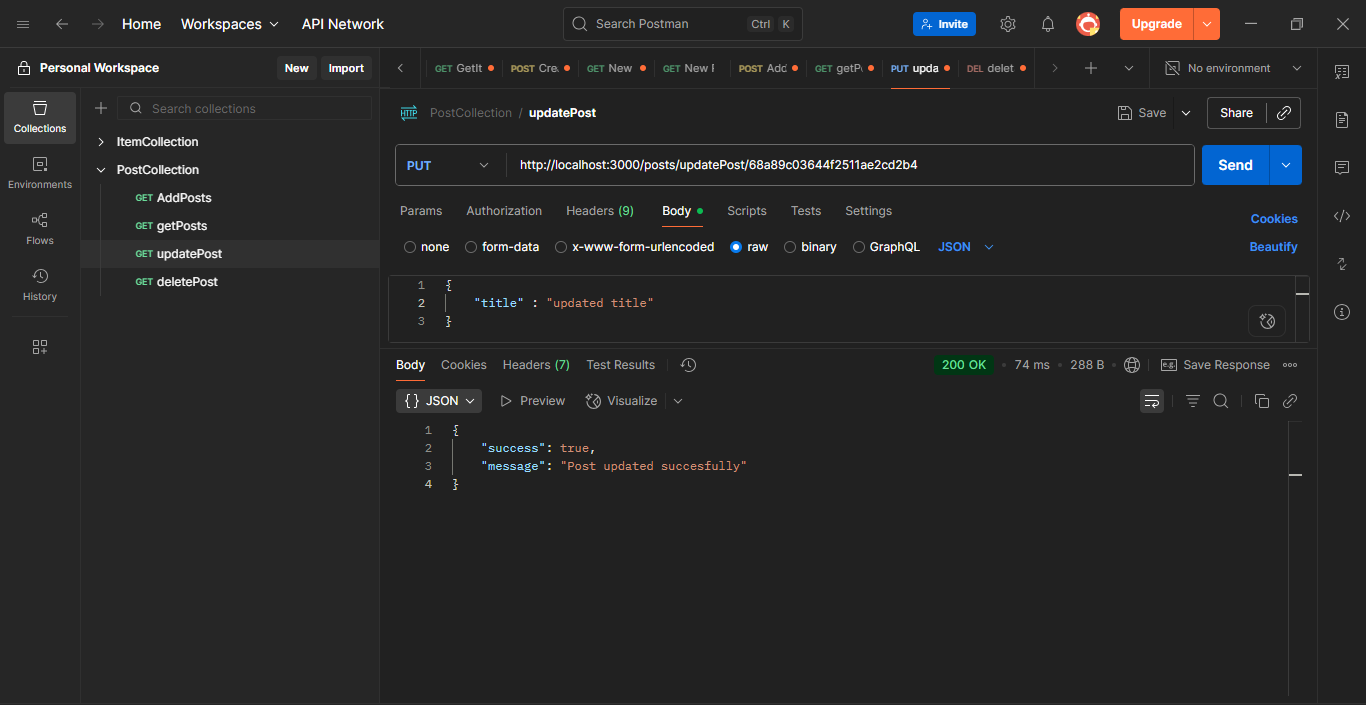 Home Workspaces API Network Search Postman Ctrl K Invite Upgrade
Personal Workspace New Import GET GetIt POST Cre GET New GET New POST Adc GET getP PUT upda DEL delet No environment
Collections
Environments
Flows
History
Search collections
ItemCollection
PostCollection
GET AddPosts
GET getPosts
GET updatePost
GET deletePost
HTTP PostCollection / updatePost Save Share
PUT http://localhost:3000/posts/updatePost/68a89c03644f2511ae2cd2b4 Send
Params Authorization Headers (9) Body Scripts Tests Settings Cookies
none form-data x-www-form-urlencoded raw binary GraphQL JSON Beautify
1 {
2 "title" : "updated title"
3 }
Body Cookies Headers (7) Test Results 200 OK • 74 ms • 288 B • e.g. Save Response
{} JSON Preview Visualize
1 {
2 "success": true,
3 "message": "Post updated succesfully"
4 }